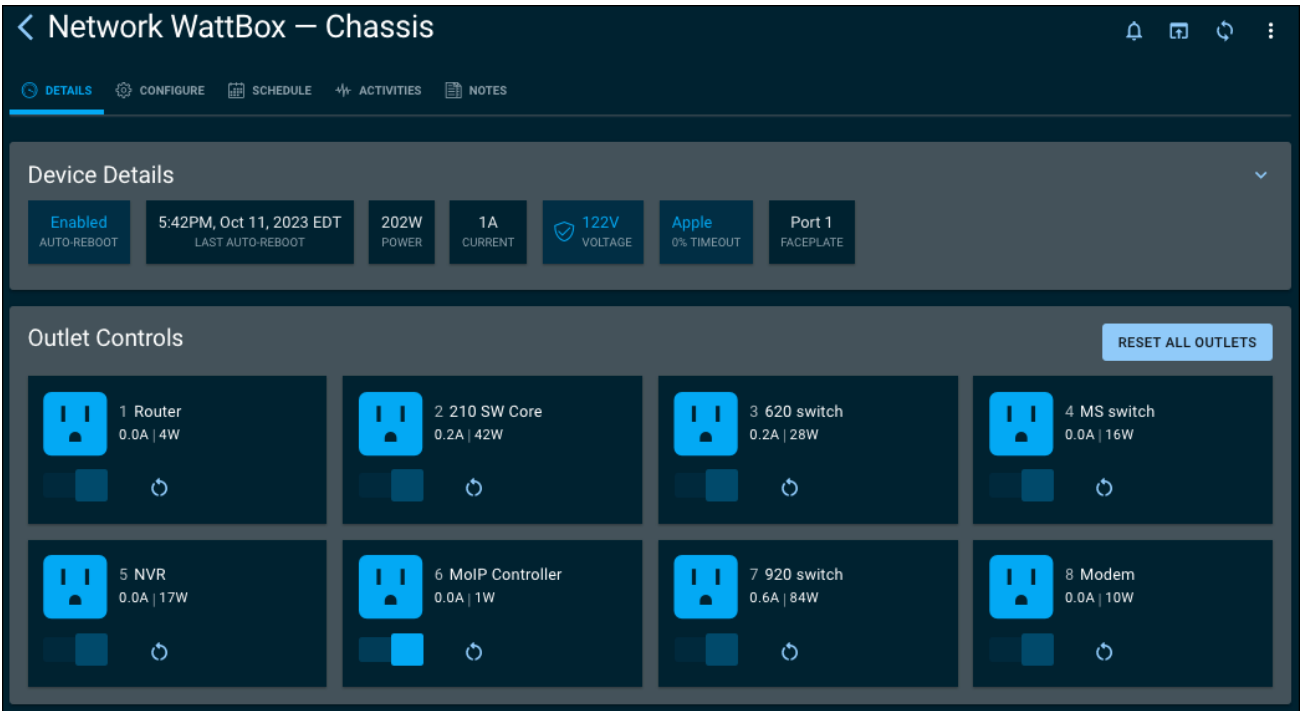 Network WattBox — Chassis
DETAILS CONFIGURE SCHEDULE ACTIVITIES NOTES
Device Details
Enabled
AUTO-REBOOT
5:42PM, Oct 11, 2023 EDT
LAST AUTO-REBOOT
202W
POWER
1A
CURRENT
122V
VOLTAGE
Apple
0% TIMEOUT
Port 1
FACEPLATE
Outlet Controls
RESET ALL OUTLETS
1 Router
0.0A | 4W
2 210 SW Core
0.2A | 42W
3 620 switch
0.2A | 28W
4 MS switch
0.0A | 16W
5 NVR
0.0A | 17W
6 MoIP Controller
0.0A | 1W
7 920 switch
0.6A | 84W
8 Modem
0.0A | 10W